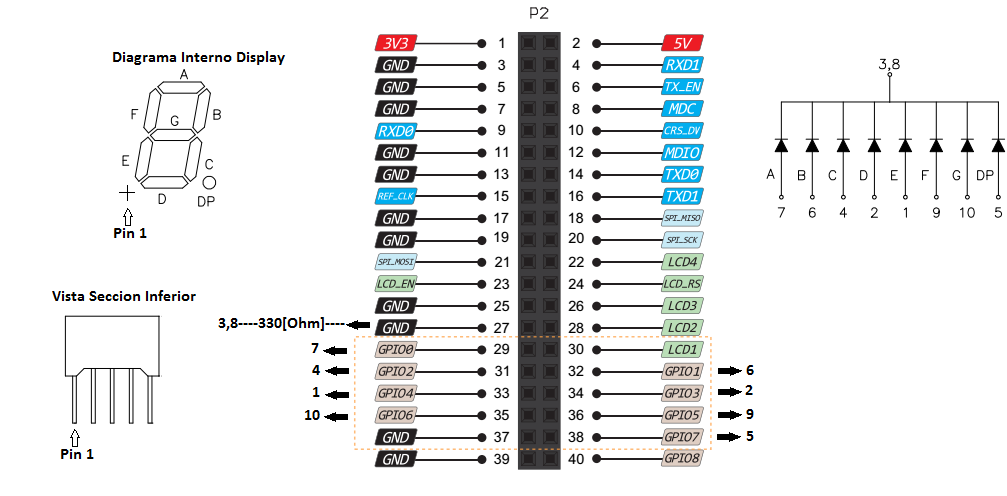 P2
Diagrama Interno Display
A
F
B
G
E
C
D
DP
Pin 1
Vista Seccion Inferior
Pin 1
3V3 1 2 5V
GND 3 4 RXD1
GND 5 6 TX_EN
GND 7 8 MDC
RXD0 9 10 CRS_DV
GND 11 12 MDIO
GND 13 14 TXD0
REF_CLK 15 16 TXD1
GND 17 18 SPI_MISO
GND 19 20 SPI_SCK
SPI_MOSI 21 22 LCD4
LCD_EN 23 24 LCD_RS
GND 25 26 LCD3
3,8----330[Ohm]---- GND 27 28 LCD2
7 GPIO0 29 30 LCD1
4 GPIO2 31 32 GPIO1 6
1 GPIO4 33 34 GPIO3 2
10 GPIO6 35 36 GPIO5 9
GND 37 38 GPIO7 5
GND 39 40 GPIO8
3,8
A B C D E F G DP
7 6 4 2 1 9 10 5